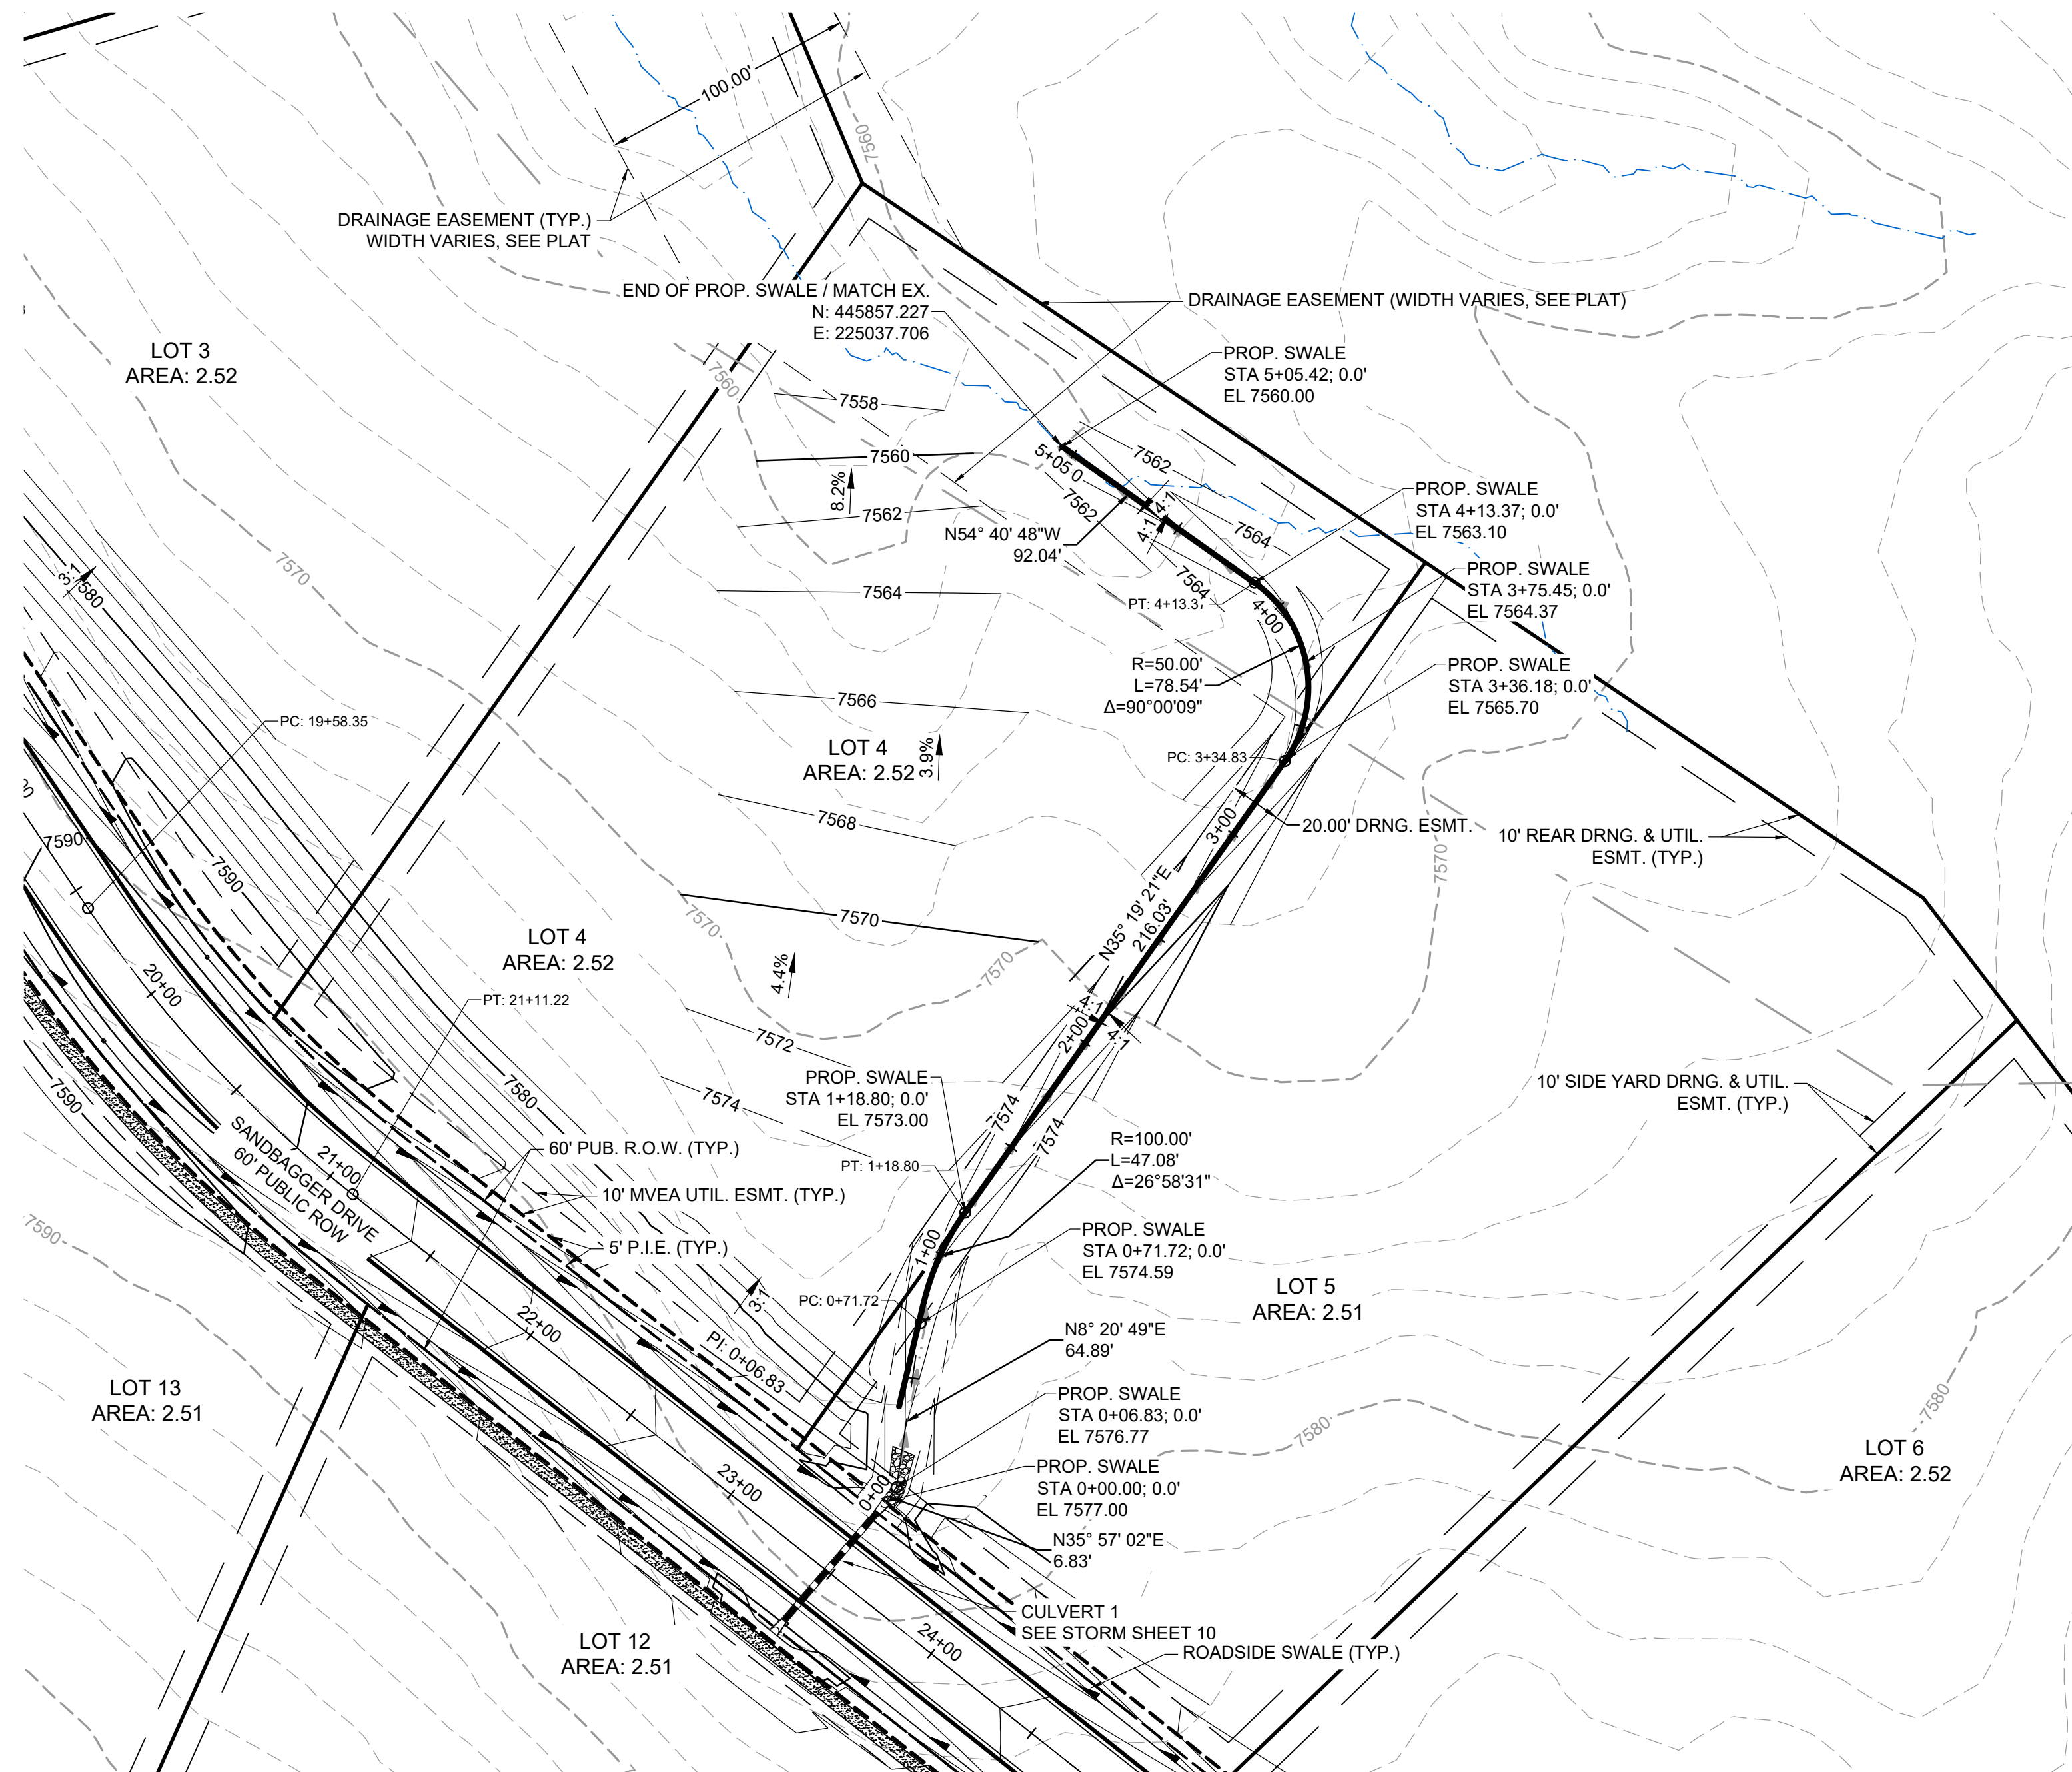 100.00'
7560
DRAINAGE EASEMENT (TYP.)
WIDTH VARIES, SEE PLAT
END OF PROP. SWALE / MATCH EX.
N: 445857.227
E: 225037.706
DRAINAGE EASEMENT (WIDTH VARIES, SEE PLAT)
LOT 3
AREA: 2.52
PROP. SWALE
STA 5+05.42; 0.0'
EL 7560.00
7560
7558
7560
5+05.0
7562
7562
8.2%
7562
4:1
4:1
N54° 40' 48"W
92.04'
7564
PROP. SWALE
STA 4+13.37; 0.0'
EL 7563.10
7570
3:1
7580
7564
7564
PT: 4+13.37
4+00
PROP. SWALE
STA 3+75.45; 0.0'
EL 7564.37
R=50.00'
L=78.54'
Δ=90°00'09"
PROP. SWALE
STA 3+36.18; 0.0'
EL 7565.70
7566
PC: 19+58.35
LOT 4
AREA: 2.52
3.9%
PC: 3+34.83
7568
3+00
20.00' DRNG. ESMT.
10' REAR DRNG. & UTIL.
ESMT. (TYP.)
7570
7590
7590
7570
7570
N35° 19' 21"E
216.03'
LOT 4
AREA: 2.52
4.4%
7570
20+00
PT: 21+11.22
4:1
4:1
2+00
7572
7574
7580
PROP. SWALE
STA 1+18.80; 0.0'
EL 7573.00
7590
10' SIDE YARD DRNG. & UTIL.
ESMT. (TYP.)
7574
7574
SANDBAGGER DRIVE
60' PUBLIC ROW
21+00
60' PUB. R.O.W. (TYP.)
R=100.00'
L=47.08'
Δ=26°58'31"
PT: 1+18.80
10' MVEA UTIL. ESMT. (TYP.)
7590
5' P.I.E. (TYP.)
1+00
PROP. SWALE
STA 0+71.72; 0.0'
EL 7574.59
LOT 5
AREA: 2.51
3:1
PC: 0+71.72
22+00
N8° 20' 49"E
64.89'
PI: 0+06.83
LOT 13
AREA: 2.51
PROP. SWALE
STA 0+06.83; 0.0'
EL 7576.77
7580
7580
LOT 6
AREA: 2.52
23+00
0+00
PROP. SWALE
STA 0+00.00; 0.0'
EL 7577.00
N35° 57' 02"E
6.83'
CULVERT 1
SEE STORM SHEET 10
LOT 12
AREA: 2.51
24+00
ROADSIDE SWALE (TYP.)